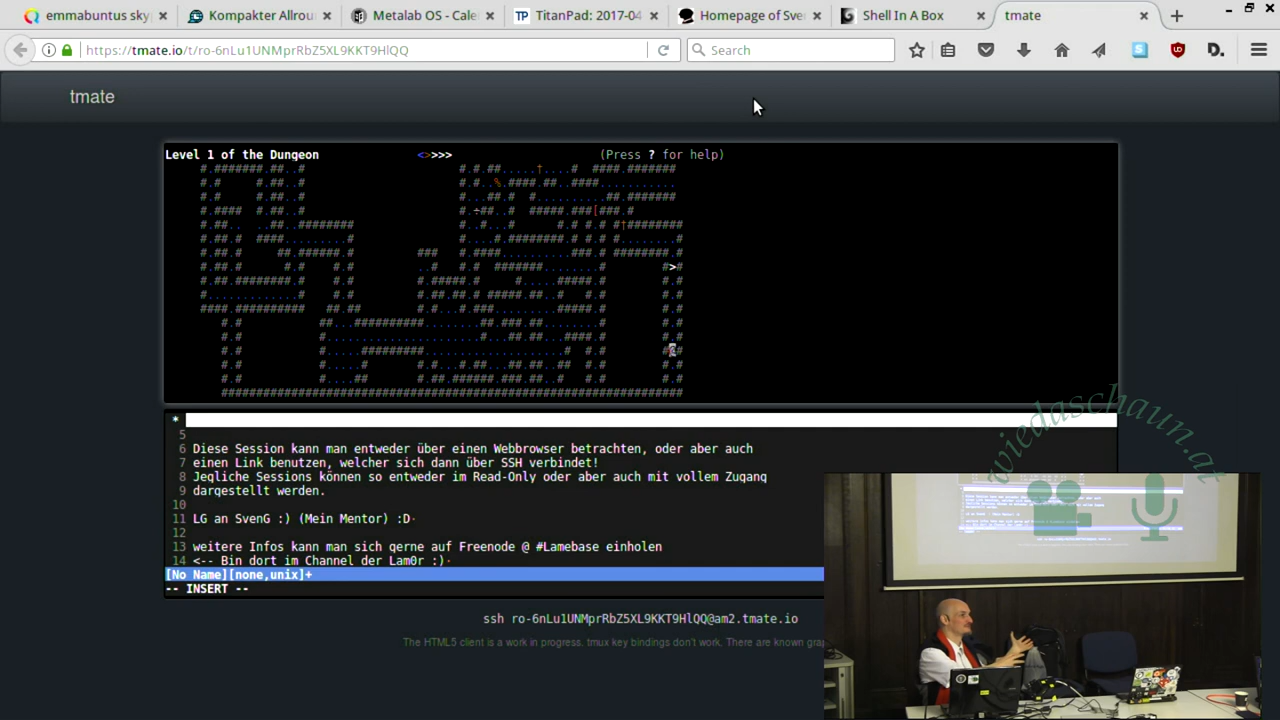 emmabuntus sky
Kompakter Allrou
Metalab OS - Cale
TitanPad: 2017-04
Homepage of Sve
Shell In A Box
tmate
https://tmate.io/t/ro-6nLu1UNMprRbZ5XL9KKT9HlQQ
Search
tmate
Level 1 of the Dungeon <>>>> (Press ? for help)
*
5
6 Diese Session kann man entweder über einen Webbrowser betrachten, oder aber auch
7 einen Link benutzen, welcher sich dann über SSH verbindet!
8 Jegliche Sessions können so entweder im Read-Only oder aber auch mit vollem Zugang
9 dargestellt werden.
10
11 LG an SvenG :) (Mein Mentor) :D
12
13 weitere Infos kann man sich gerne auf Freenode @ #Lamebase einholen
14 <-- Bin dort im Channel der Lam0r :)
[No Name][none,unix]+
-- INSERT --
ssh ro-6nLu1UNMprRbZ5XL9KKT9HlQQ@am2.tmate.io
The HTML5 client is a work in progress. tmux key bindings don't work. There are known grap
wiedaschaun.at